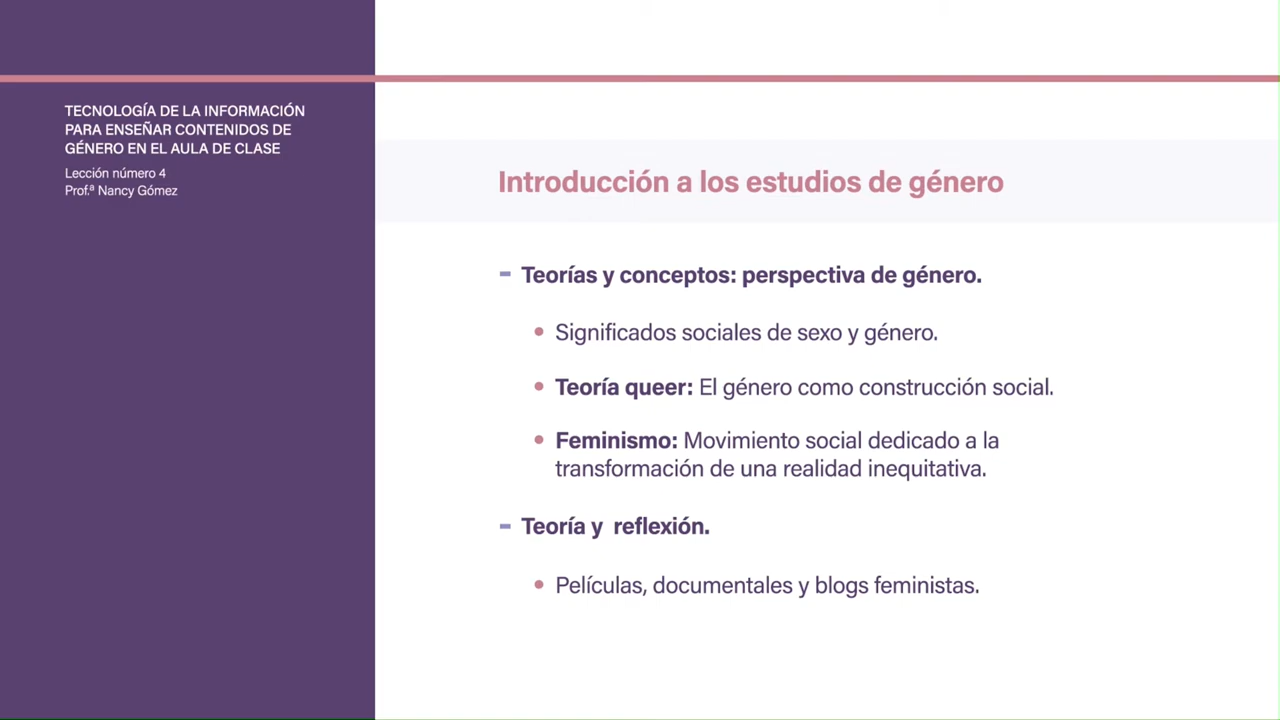 TECNOLOGÍA DE LA INFORMACIÓN
PARA ENSEÑAR CONTENIDOS DE
GÉNERO EN EL AULA DE CLASE
Lección número 4
Prof.ª Nancy Gómez
Introducción a los estudios de género
- Teorías y conceptos: perspectiva de género.
• Significados sociales de sexo y género.
• Teoría queer: El género como construcción social.
• Feminismo: Movimiento social dedicado a la
transformación de una realidad inequitativa.
- Teoría y reflexión.
• Películas, documentales y blogs feministas.